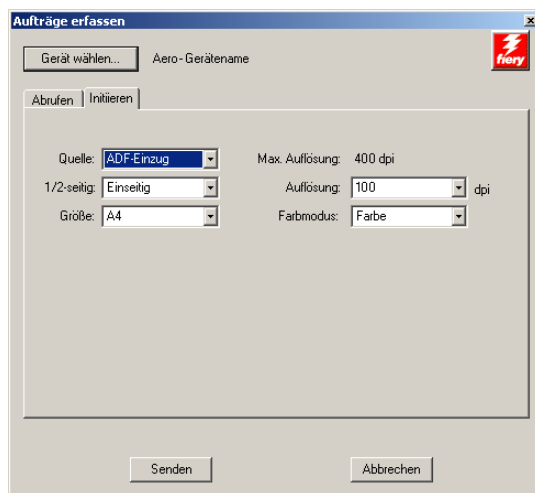 Aufträge erfassen
Gerät wählen... Aero-Gerätename
fiery
Abrufen Initiieren
Quelle: ADF-Einzug Max. Auflösung: 400 dpi
1/2-seitig: Einseitig Auflösung: 100 dpi
Größe: A4 Farbmodus: Farbe
Senden Abbrechen